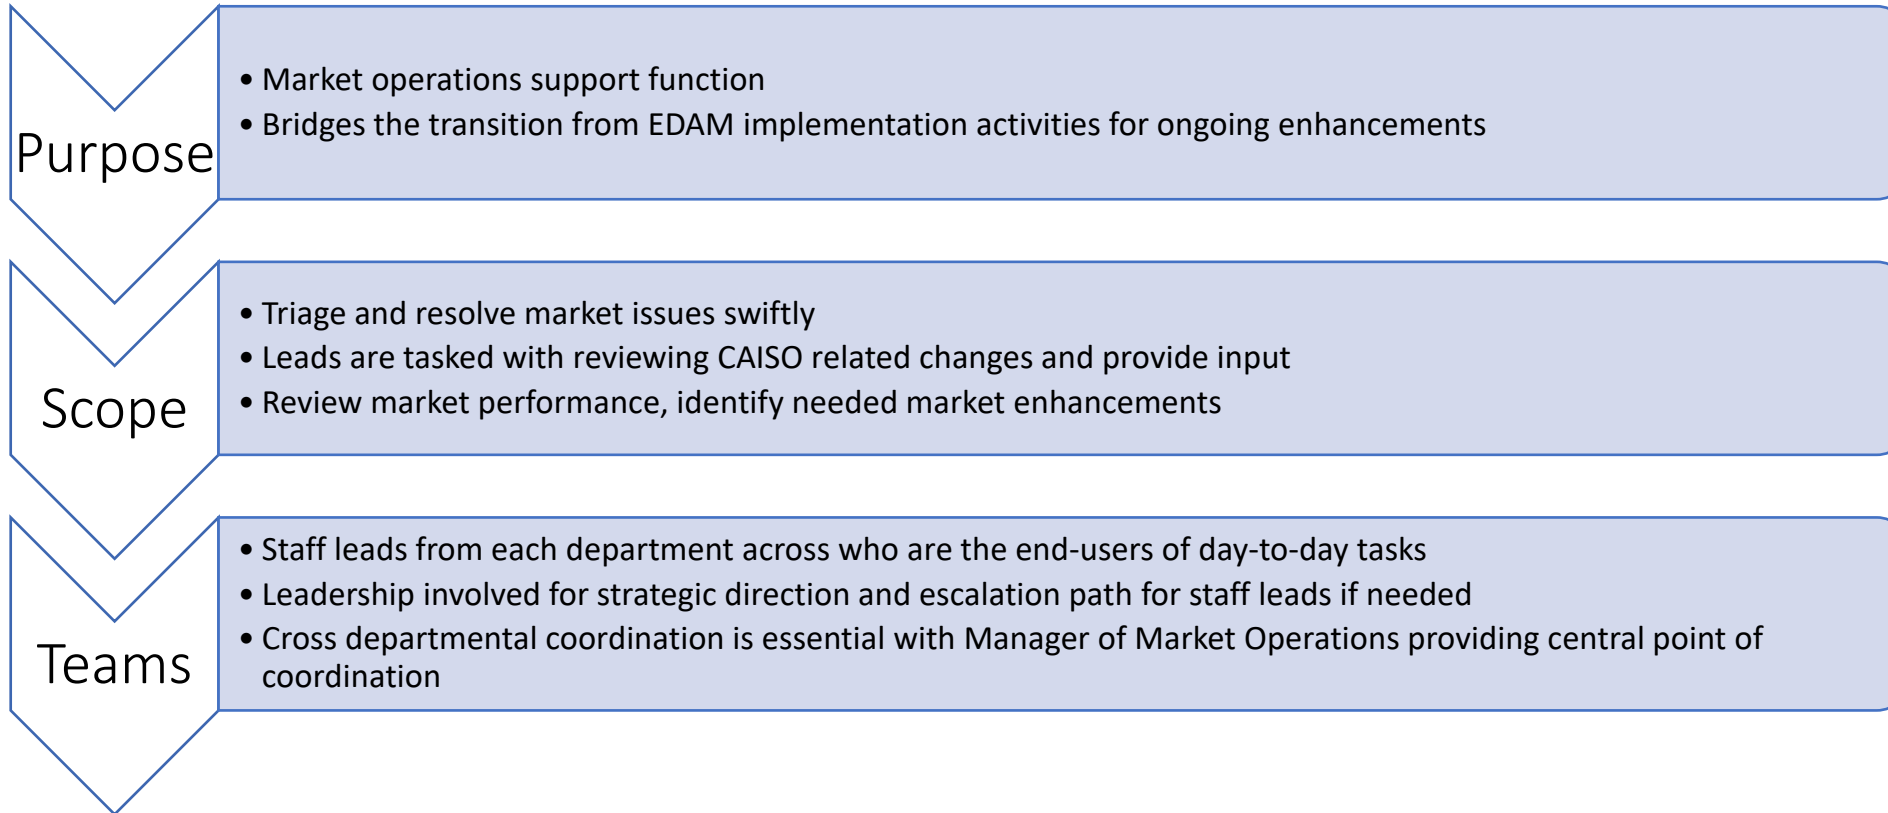 Purpose
• Market operations support function
• Bridges the transition from EDAM implementation activities for ongoing enhancements
Scope
• Triage and resolve market issues swiftly
• Leads are tasked with reviewing CAISO related changes and provide input
• Review market performance, identify needed market enhancements
Teams
• Staff leads from each department across who are the end-users of day-to-day tasks
• Leadership involved for strategic direction and escalation path for staff leads if needed
• Cross departmental coordination is essential with Manager of Market Operations providing central point of
coordination